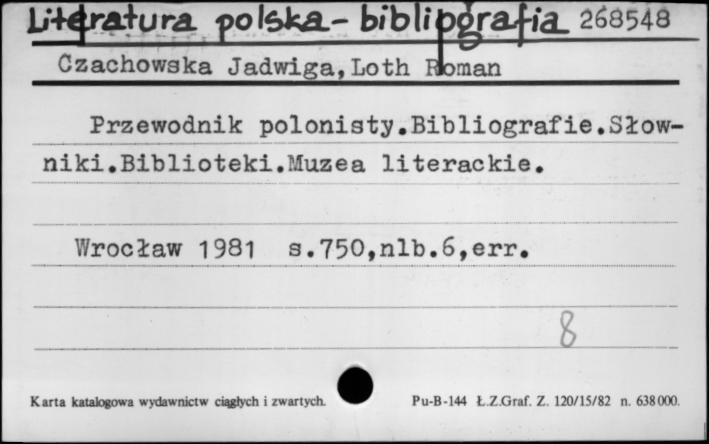 Literatura polska - bibliografia 268548
Czachowska Jadwiga, Loth Roman
Przewodnik polonisty. Bibliografie. Słow-
niki. Biblioteki. Muzea literackie.
Wrocław 1981 s. 750, nlb. 6, err.
8
Karta katalogowa wydawnictw ciągłych i zwartych. Pu-B-144 Ł.Z.Graf. Z. 120/15/82 n. 638 000.